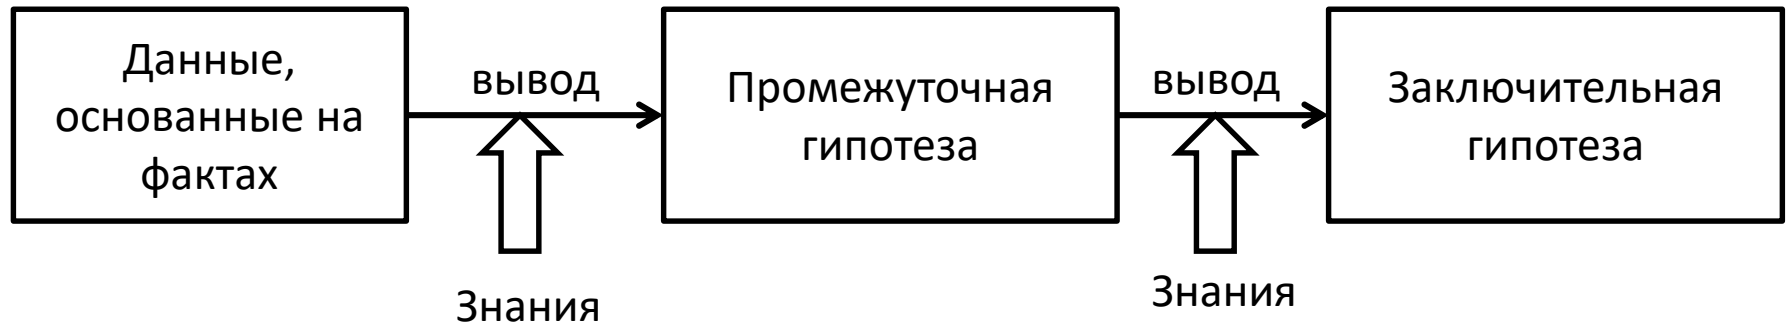 Данные,
основанные на
фактах
вывод
Знания
Промежуточная
гипотеза
вывод
Знания
Заключительная
гипотеза